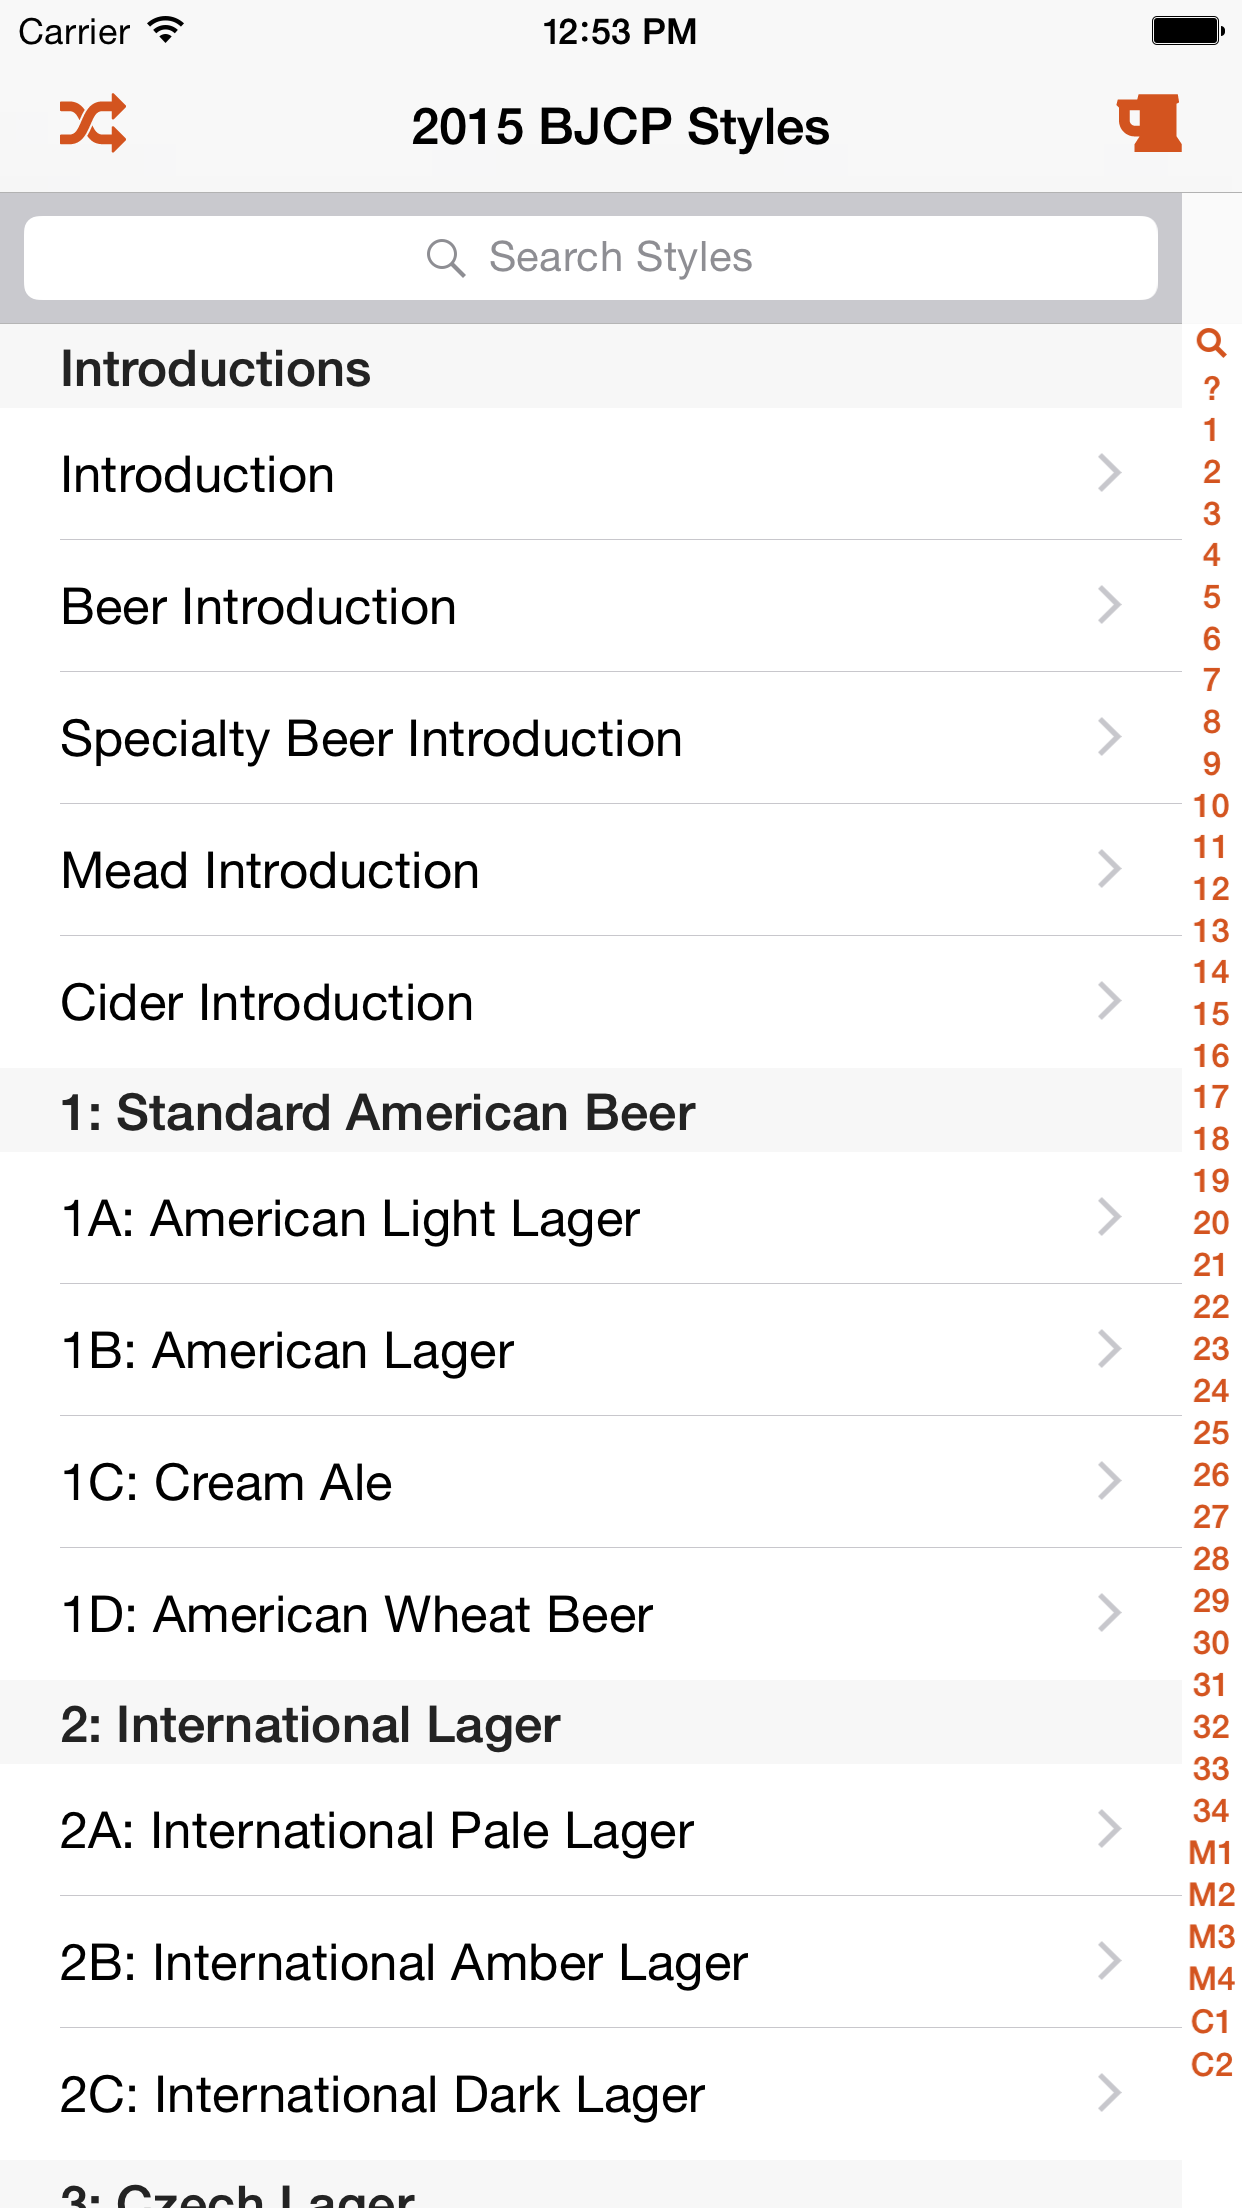 Carrier 12:53 PM
2015 BJCP Styles
Search Styles
Introductions
Introduction
Beer Introduction
Specialty Beer Introduction
Mead Introduction
Cider Introduction
1: Standard American Beer
1A: American Light Lager
1B: American Lager
1C: Cream Ale
1D: American Wheat Beer
2: International Lager
2A: International Pale Lager
2B: International Amber Lager
2C: International Dark Lager
3: Czech Lager
?
1
2
3
4
5
6
7
8
9
10
11
12
13
14
15
16
17
18
19
20
21
22
23
24
25
26
27
28
29
30
31
32
33
34
M1
M2
M3
M4
C1
C2